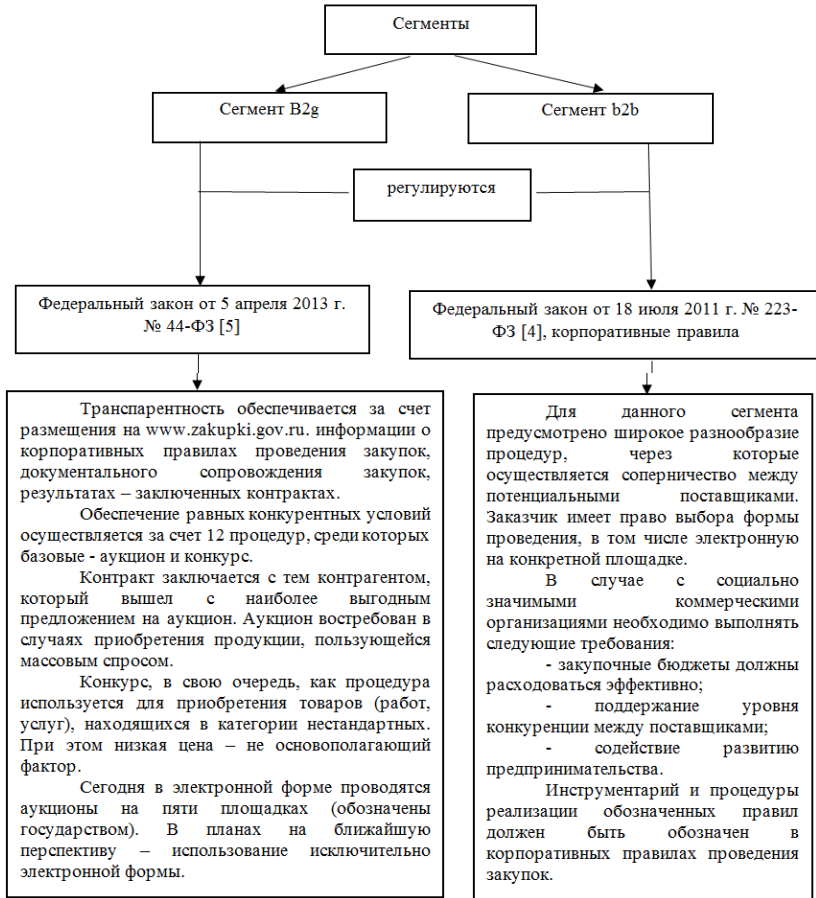 Сегменты
Сегмент B2g
Сегмент b2b
регулируются
Федеральный закон от 5 апреля 2013 г.
№ 44-ФЗ [5]
Федеральный закон от 18 июля 2011 г. № 223-
ФЗ [4], корпоративные правила
Транспарентность обеспечивается за счет
размещения на www.zakupki.gov.ru. информации о
корпоративных правилах проведения закупок,
документального сопровождения закупок,
результатах – заключенных контрактах.
Обеспечение равных конкурентных условий
осуществляется за счет 12 процедур, среди которых
базовые - аукцион и конкурс.
Контракт заключается с тем контрагентом,
который вышел с наиболее выгодным
предложением на аукцион. Аукцион востребован в
случаях приобретения продукции, пользующейся
массовым спросом.
Конкурс, в свою очередь, как процедура
используется для приобретения товаров (работ,
услуг), находящихся в категории нестандартных.
При этом низкая цена – не основополагающий
фактор.
Сегодня в электронной форме проводятся
аукционы на пяти площадках (обозначены
государством). В планах на ближайшую
перспективу – использование исключительно
электронной формы.
Для данного сегмента
предусмотрено широкое разнообразие
процедур, через которые
осуществляется соперничество между
потенциальными поставщиками.
Заказчик имеет право выбора формы
проведения, в том числе электронную
на конкретной площадке.
В случае с социально
значимыми коммерческими
организациями необходимо выполнять
следующие требования:
- закупочные бюджеты должны
расходоваться эффективно;
- поддержание уровня
конкуренции между поставщиками;
- содействие развитию
предпринимательства.
Инструментарий и процедуры
реализации обозначенных правил
должен быть обозначен в
корпоративных правилах проведения
закупок.